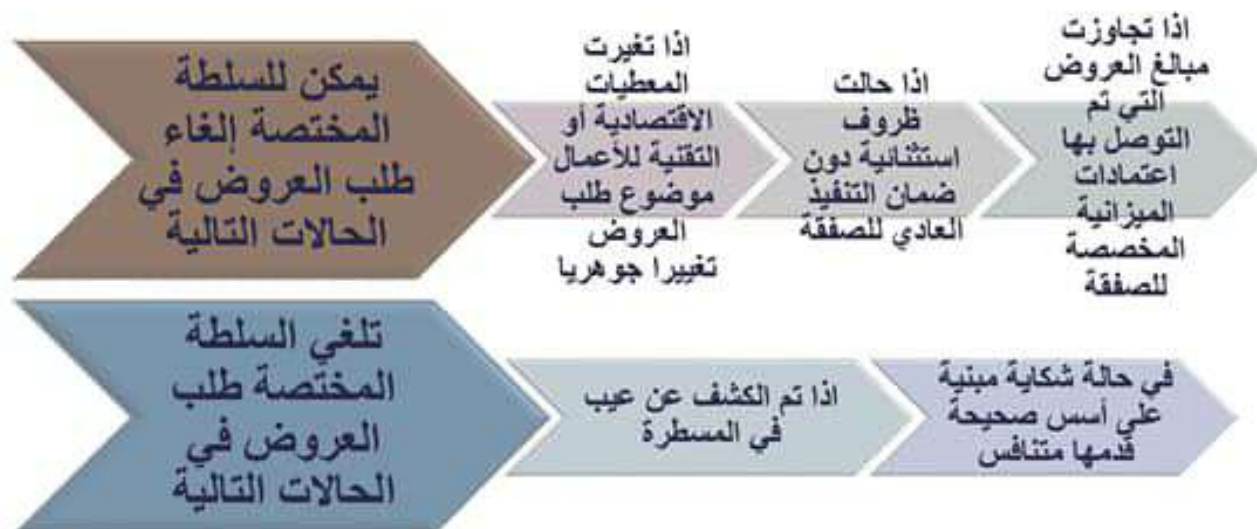 يمكن للسلطة
المختصة إلغاء
طلب العروض في
الحالات التالية
اذا تغيرت
المعطيات
الاقتصادية أو
التقنية للأعمال
موضوع طلب
العروض
تغييرا جوهريا
اذا حالت
ظروف
استثنائية دون
ضمان التنفيذ
العادي للصفقة
اذا تجاوزت
مبالغ العروض
التي تم
التوصل بها
اعتمادات
الميزانية
المخصصة
للصفقة
تلغي السلطة
المختصة طلب
العروض في
الحالات التالية
اذا تم الكشف عن عيب
في المسطرة
في حالة شكاية مبنية
على أسس صحيحة
قدمها متنافس